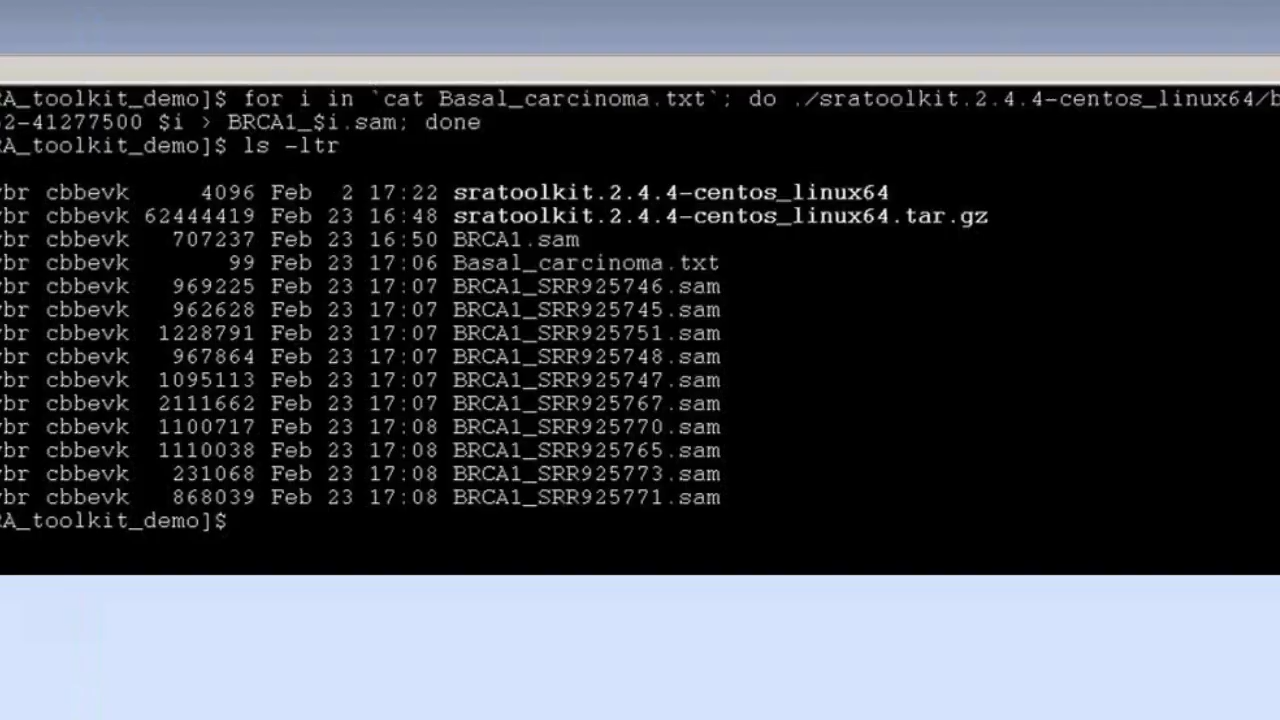 A_toolkit_demo]$ for i in `cat Basal_carcinoma.txt`; do ./sratoolkit.2.4.4-centos_linux64/b
2-41277500 $i > BRCA1_$i.sam; done
A_toolkit_demo]$ ls -ltr
br cbbevk 4096 Feb 2 17:22 sratoolkit.2.4.4-centos_linux64
br cbbevk 62444419 Feb 23 16:48 sratoolkit.2.4.4-centos_linux64.tar.gz
br cbbevk 707237 Feb 23 16:50 BRCA1.sam
br cbbevk 99 Feb 23 17:06 Basal_carcinoma.txt
br cbbevk 969225 Feb 23 17:07 BRCA1_SRR925746.sam
br cbbevk 962628 Feb 23 17:07 BRCA1_SRR925745.sam
br cbbevk 1228791 Feb 23 17:07 BRCA1_SRR925751.sam
br cbbevk 967864 Feb 23 17:07 BRCA1_SRR925748.sam
br cbbevk 1095113 Feb 23 17:07 BRCA1_SRR925747.sam
br cbbevk 2111662 Feb 23 17:07 BRCA1_SRR925767.sam
br cbbevk 1100717 Feb 23 17:08 BRCA1_SRR925770.sam
br cbbevk 1110038 Feb 23 17:08 BRCA1_SRR925765.sam
br cbbevk 231068 Feb 23 17:08 BRCA1_SRR925773.sam
br cbbevk 868039 Feb 23 17:08 BRCA1_SRR925771.sam
A_toolkit_demo]$